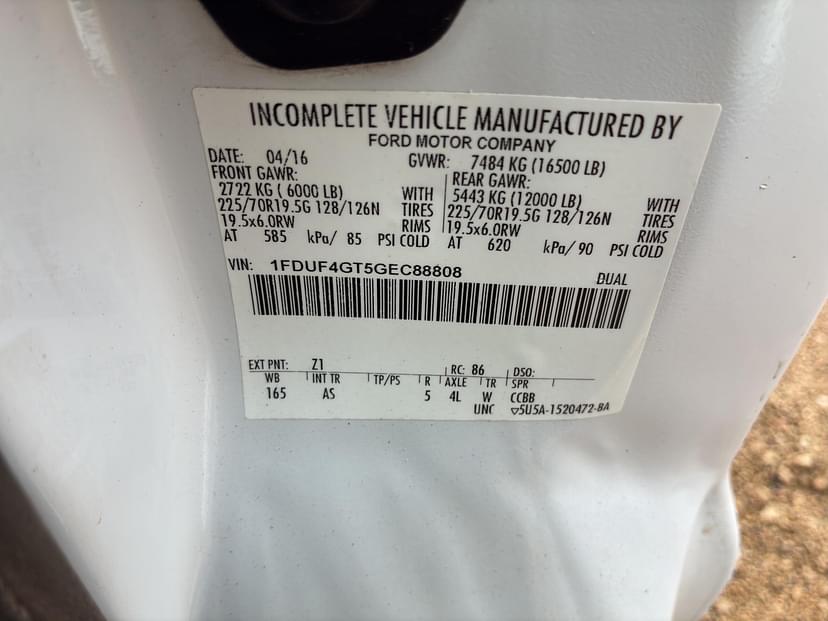 INCOMPLETE VEHICLE MANUFACTURED BY
FORD MOTOR COMPANY
DATE: 04/16 GVWR: 7484 KG (16500 LB)
FRONT GAWR: REAR GAWR:
2722 KG ( 6000 LB) WITH 5443 KG (12000 LB) WITH
225/70R19.5G 128/126N TIRES 225/70R19.5G 128/126N TIRES
19.5x6.0RW RIMS 19.5x6.0RW RIMS
AT 585 kPa/ 85 PSI COLD AT 620 kPa/ 90 PSI COLD
VIN: 1FDUF4GT5GEC88808 DUAL
EXT PNT: Z1 RC: 86 DSO:
WB INT TR TP/PS R AXLE TR SPR
165 AS 5 4L W CCBB
UNC ▽5U5A-1520472-BA